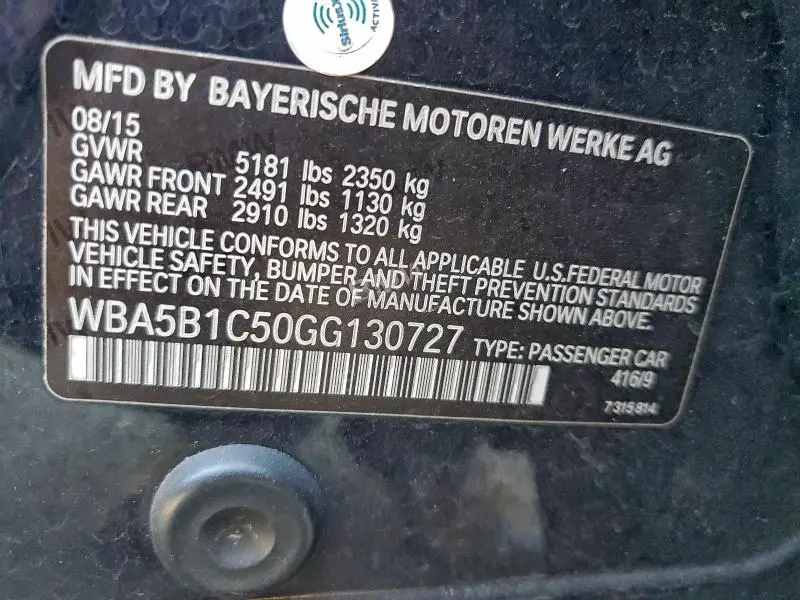 SiriusX
ACTIV
MFD BY BAYERISCHE MOTOREN WERKE AG
08/15
GVWR 5181 lbs 2350 kg
GAWR FRONT 2491 lbs 1130 kg
GAWR REAR 2910 lbs 1320 kg
THIS VEHICLE CONFORMS TO ALL APPLICABLE U.S.FEDERAL MOTOR
VEHICLE SAFETY, BUMPER AND THEFT PREVENTION STANDARDS
IN EFFECT ON THE DATE OF MANUFACTURE SHOWN ABOVE.
WBA5B1C50GG130727 TYPE: PASSENGER CAR
416/9
7315814